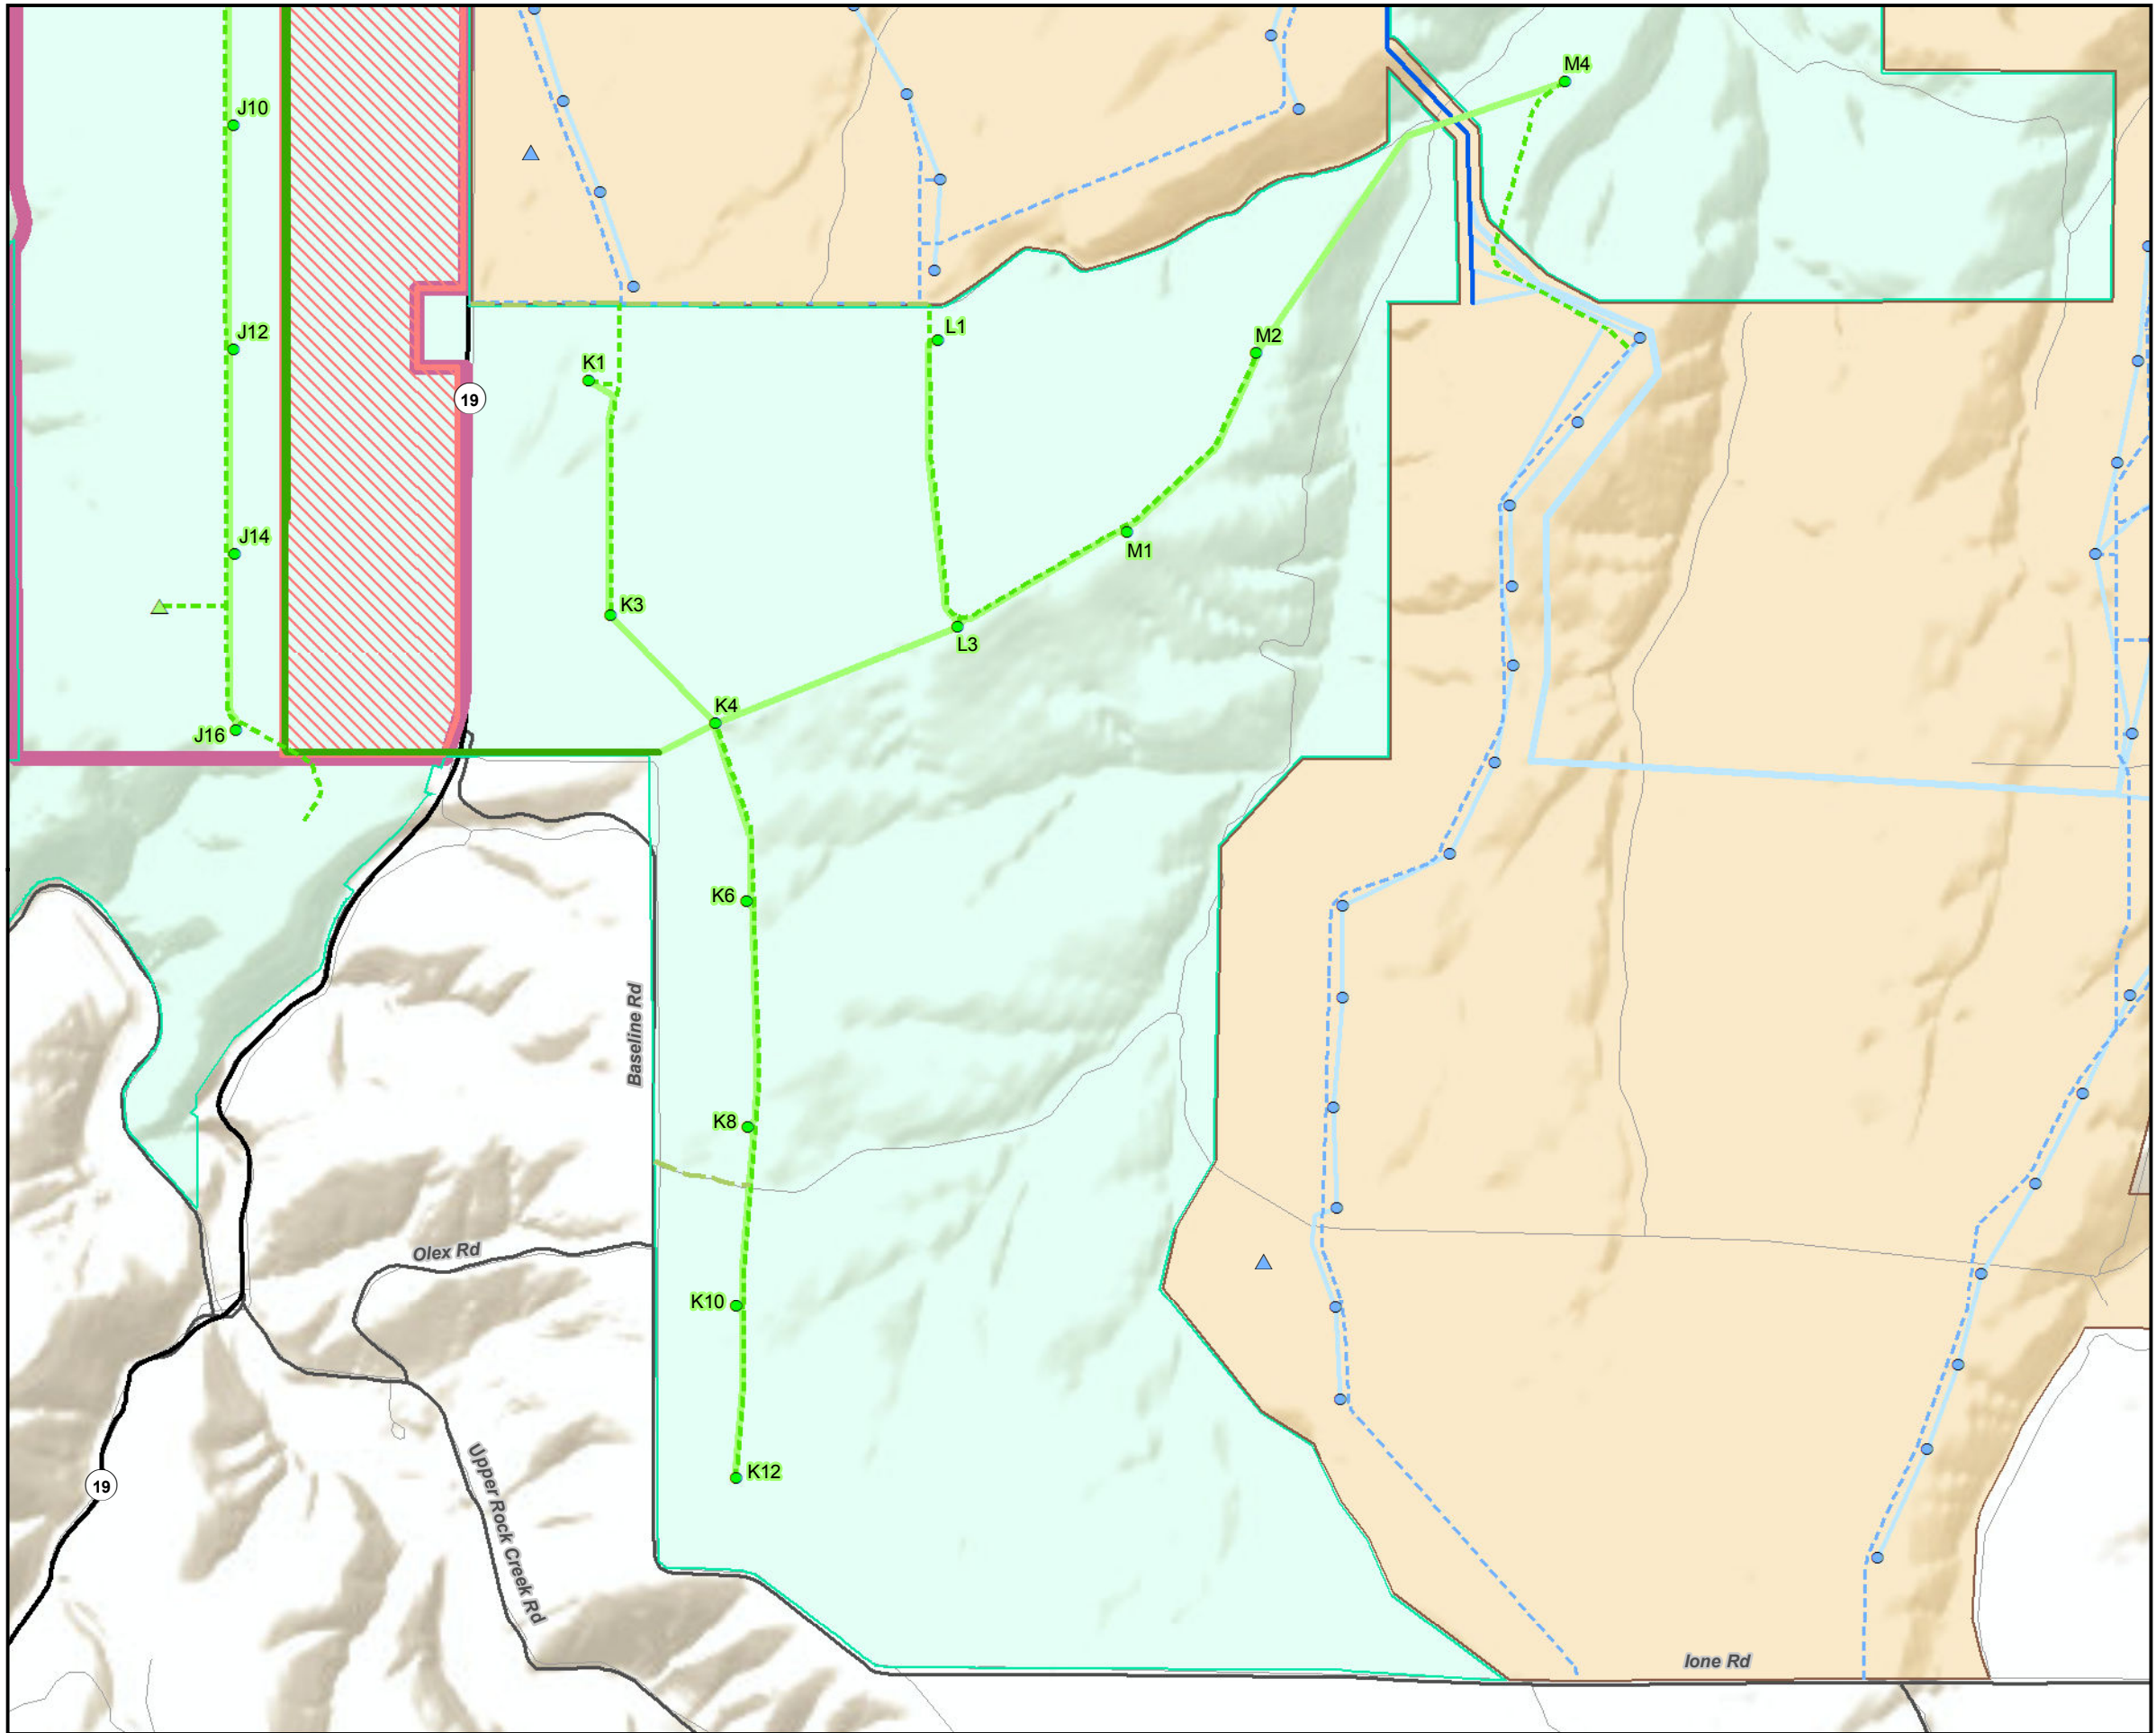 M4
J10
L1
J12
M2
K1
19
J14
M1
K3
L3
K4
J16
K6
Baseline Rd
K8
Olex Rd
K10
K12
19
Upper Rock Creek Rd
Ione Rd